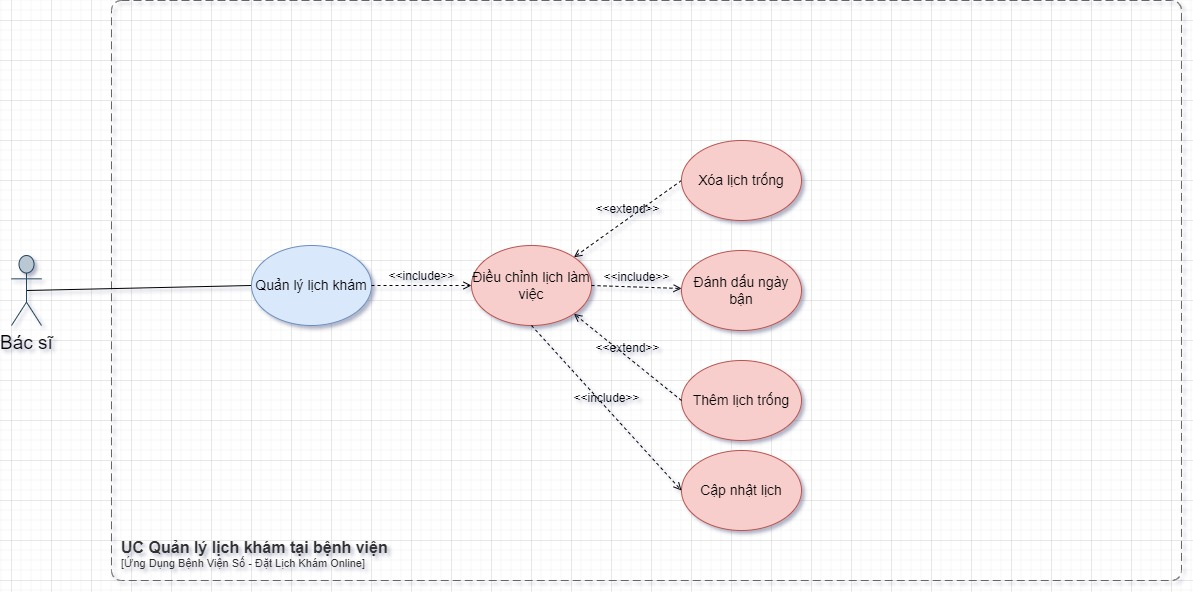 Xóa lịch trống
<<extend>>
Quản lý lịch khám
<<include>>
Điều chỉnh lịch làm
việc
<<include>>
Đánh dấu ngày
bận
Bác sĩ
<<extend>>
<<include>>
Thêm lịch trống
Cập nhật lịch
UC Quản lý lịch khám tại bệnh viện
[Ứng Dụng Bệnh Viện Số - Đặt Lịch Khám Online]